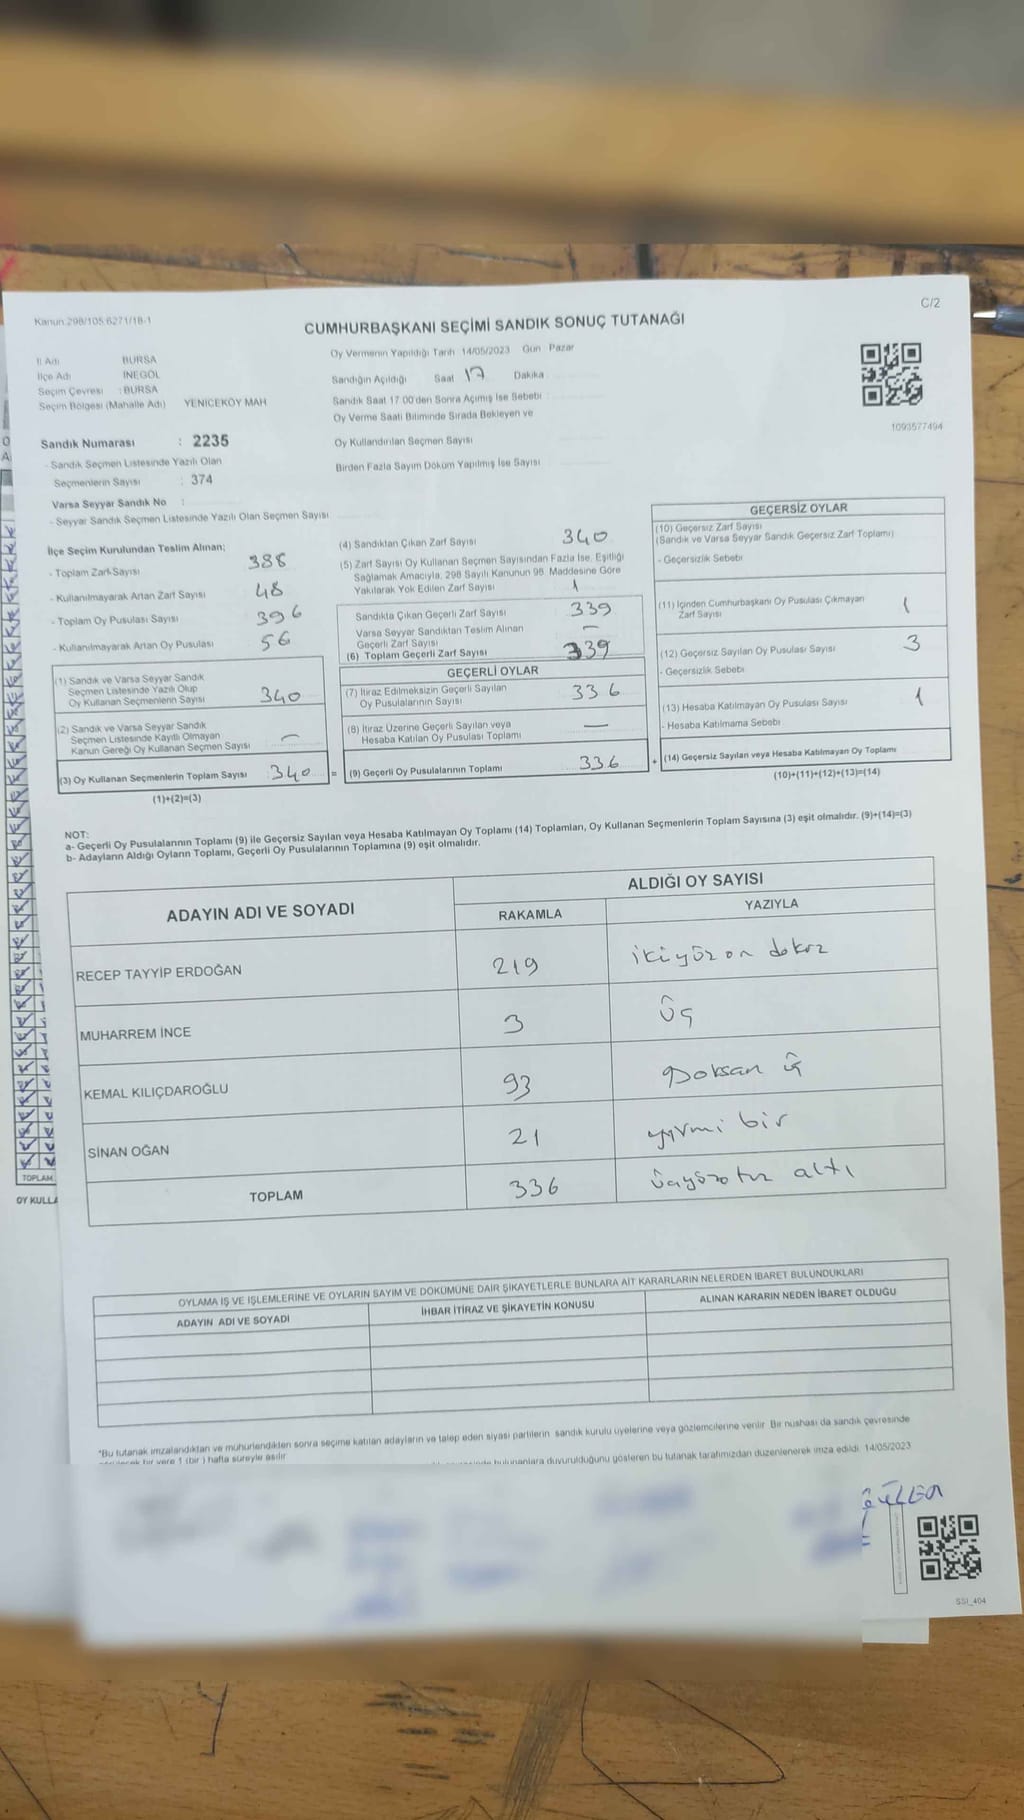 C/2
Kanun 298/105 6271/18-1
CUMHURBAŞKANI SEÇİMİ SANDIK SONUÇ TUTANAĞI
İl Adı BURSA
İlçe Adı İNEGÖL
Seçim Çevresi : BURSA
Seçim Bölgesi (Mahalle Adı) YENICEKÖY MAH
Oy Vermenin Yapıldığı Tarih 14/05/2023 Gün Pazar
Sandığın Açıldığı Saat 17 Dakika
Sandık Saat 17 00'den Sonra Açımış İse Sebebi :
Oy Verme Saati Bitiminde Sırada Bekleyen ve
Oy Kullandırılan Seçmen Sayısı
Birden Fazla Sayım Döküm Yapılmış İse Sayısı
1093577494
Sandık Numarası : 2235
- Sandık Seçmen Listesinde Yazılı Olan
Seçmenlerin Sayısı : 374
Varsa Seyyar Sandık No :
- Seyyar Sandık Seçmen Listesinde Yazılı Olan Seçmen Sayısı
İlçe Seçim Kurulundan Teslim Alınan;
- Toplam Zarf Sayısı 388
- Kullanılmayarak Artan Zarf Sayısı 48
- Toplam Oy Pusulası Sayısı 396
- Kullanılmayarak Artan Oy Pusulası 56
(1) Sandık ve Varsa Seyyar Sandık
Seçmen Listesinde Yazılı Olup
Oy Kullanan Seçmenlerin Sayısı 340
(2) Sandık ve Varsa Seyyar Sandık
Seçmen Listesinde Kayıtlı Olmayan
Kanun Gereği Oy Kullanan Seçmen Sayısı –
(3) Oy Kullanan Seçmenlerin Toplam Sayısı : 340 =
(1)+(2)=(3)
(4) Sandıktan Çıkan Zarf Sayısı 340
(5) Zarf Sayısı Oy Kullanan Seçmen Sayısından Fazla İse, Eşitliği
Sağlamak Amacıyla, 298 Sayılı Kanunun 98. Maddesine Göre
Yakılarak Yok Edilen Zarf Sayısı 1
Sandıkta Çıkan Geçerli Zarf Sayısı 339
Varsa Seyyar Sandıktan Teslim Alınan
Geçerli Zarf Sayısı –
(6) Toplam Geçerli Zarf Sayısı 339
GEÇERLİ OYLAR
(7) İtiraz Edilmeksizin Geçerli Sayılan
Oy Pusulalarının Sayısı 336
(8) İtiraz Üzerine Geçerli Sayılan veya
Hesaba Katılan Oy Pusulası Toplamı —
(9) Geçerli Oy Pusulalarının Toplamı 336 +
GEÇERSİZ OYLAR
(10) Geçersiz Zarf Sayısı
(Sandık ve Varsa Seyyar Sandık Geçersiz Zarf Toplamı)
- Geçersizlik Sebebi
(11) İçinden Cumhurbaşkanı Oy Pusulası Çıkmayan
Zarf Sayısı 1
(12) Geçersiz Sayılan Oy Pusulası Sayısı 3
- Geçersizlik Sebebi
(13) Hesaba Katılmayan Oy Pusulası Sayısı 1
- Hesaba Katılmama Sebebi
(14) Geçersiz Sayılan veya Hesaba Katılmayan Oy Toplamı
(10)+(11)+(12)+(13)=(14)
NOT:
a- Geçerli Oy Pusulalarının Toplamı (9) ile Geçersiz Sayılan veya Hesaba Katılmayan Oy Toplamı (14) Toplamları, Oy Kullanan Seçmenlerin Toplam Sayısına (3) eşit olmalıdır. (9)+(14)=(3)
b- Adayların Aldığı Oyların Toplamı, Geçerli Oy Pusulalarının Toplamına (9) eşit olmalıdır.
ADAYIN ADI VE SOYADI
ALDIĞI OY SAYISI
RAKAMLA YAZIYLA
RECEP TAYYİP ERDOĞAN 219 ikiyüz on dokuz
MUHARREM İNCE 3 Üç
KEMAL KILIÇDAROĞLU 93 Doksan üç
SİNAN OĞAN 21 yirmi bir
TOPLAM 336 altı
OYLAMA İŞ VE İŞLEMLERİNE VE OYLARIN SAYIM VE DÖKÜMÜNE DAİR ŞİKAYETLERLE BUNLARA AİT KARARLARIN NELERDEN İBARET BULUNDUKLARI
ADAYIN ADI VE SOYADI İHBAR İTİRAZ VE ŞİKAYETİN KONUSU ALINAN KARARIN NEDEN İBARET OLDUĞU
*Bu tutanak imzalandıktan ve mühürlendikten sonra seçime katılan adayların ve talep eden siyasi partilerin sandık kurulu üyelerine veya gözlemcilerine verilir. Bir nüshası da sandık çevresinde
bir yere 1 (bir) hafta süreyle asılır.
bulunanlara duyurulduğunu gösteren bu tutanak tarafımızdan düzenlenerek imza edildi. 14/05/2023
TOPLAM
OY KULLA
SSI_404